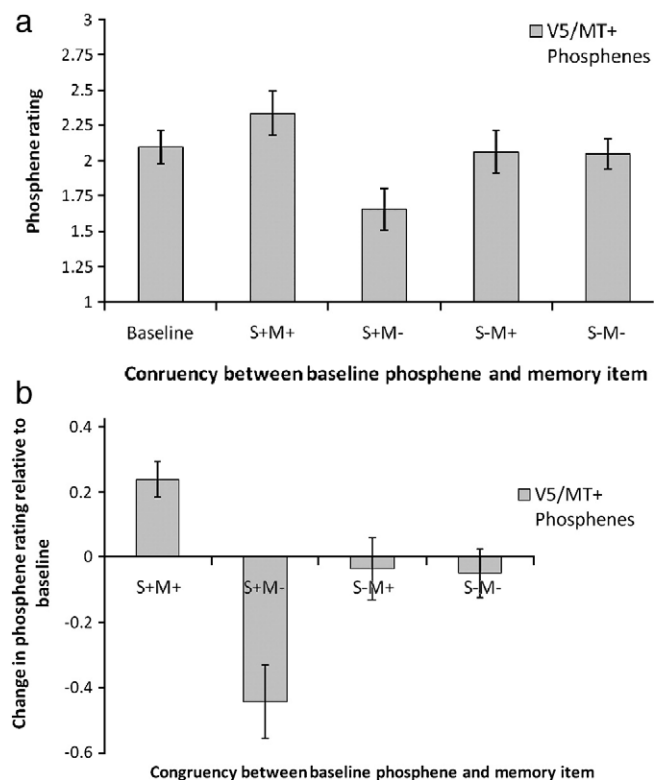 a
3
2.75
2.5
2.25
2
1.75
1.5
1.25
1
Phosphene rating
V5/MT+
Phosphenes
Baseline S+M+ S+M- S-M+ S-M-
Conruency between baseline phosphene and memory item
b
0.4
0.2
0
-0.2
-0.4
-0.6
Change in phosphene rating relative to
baseline
V5/MT+
Phosphenes
S+M+ S+M- S-M+ S-M-
Congruency between baseline phosphene and memory item